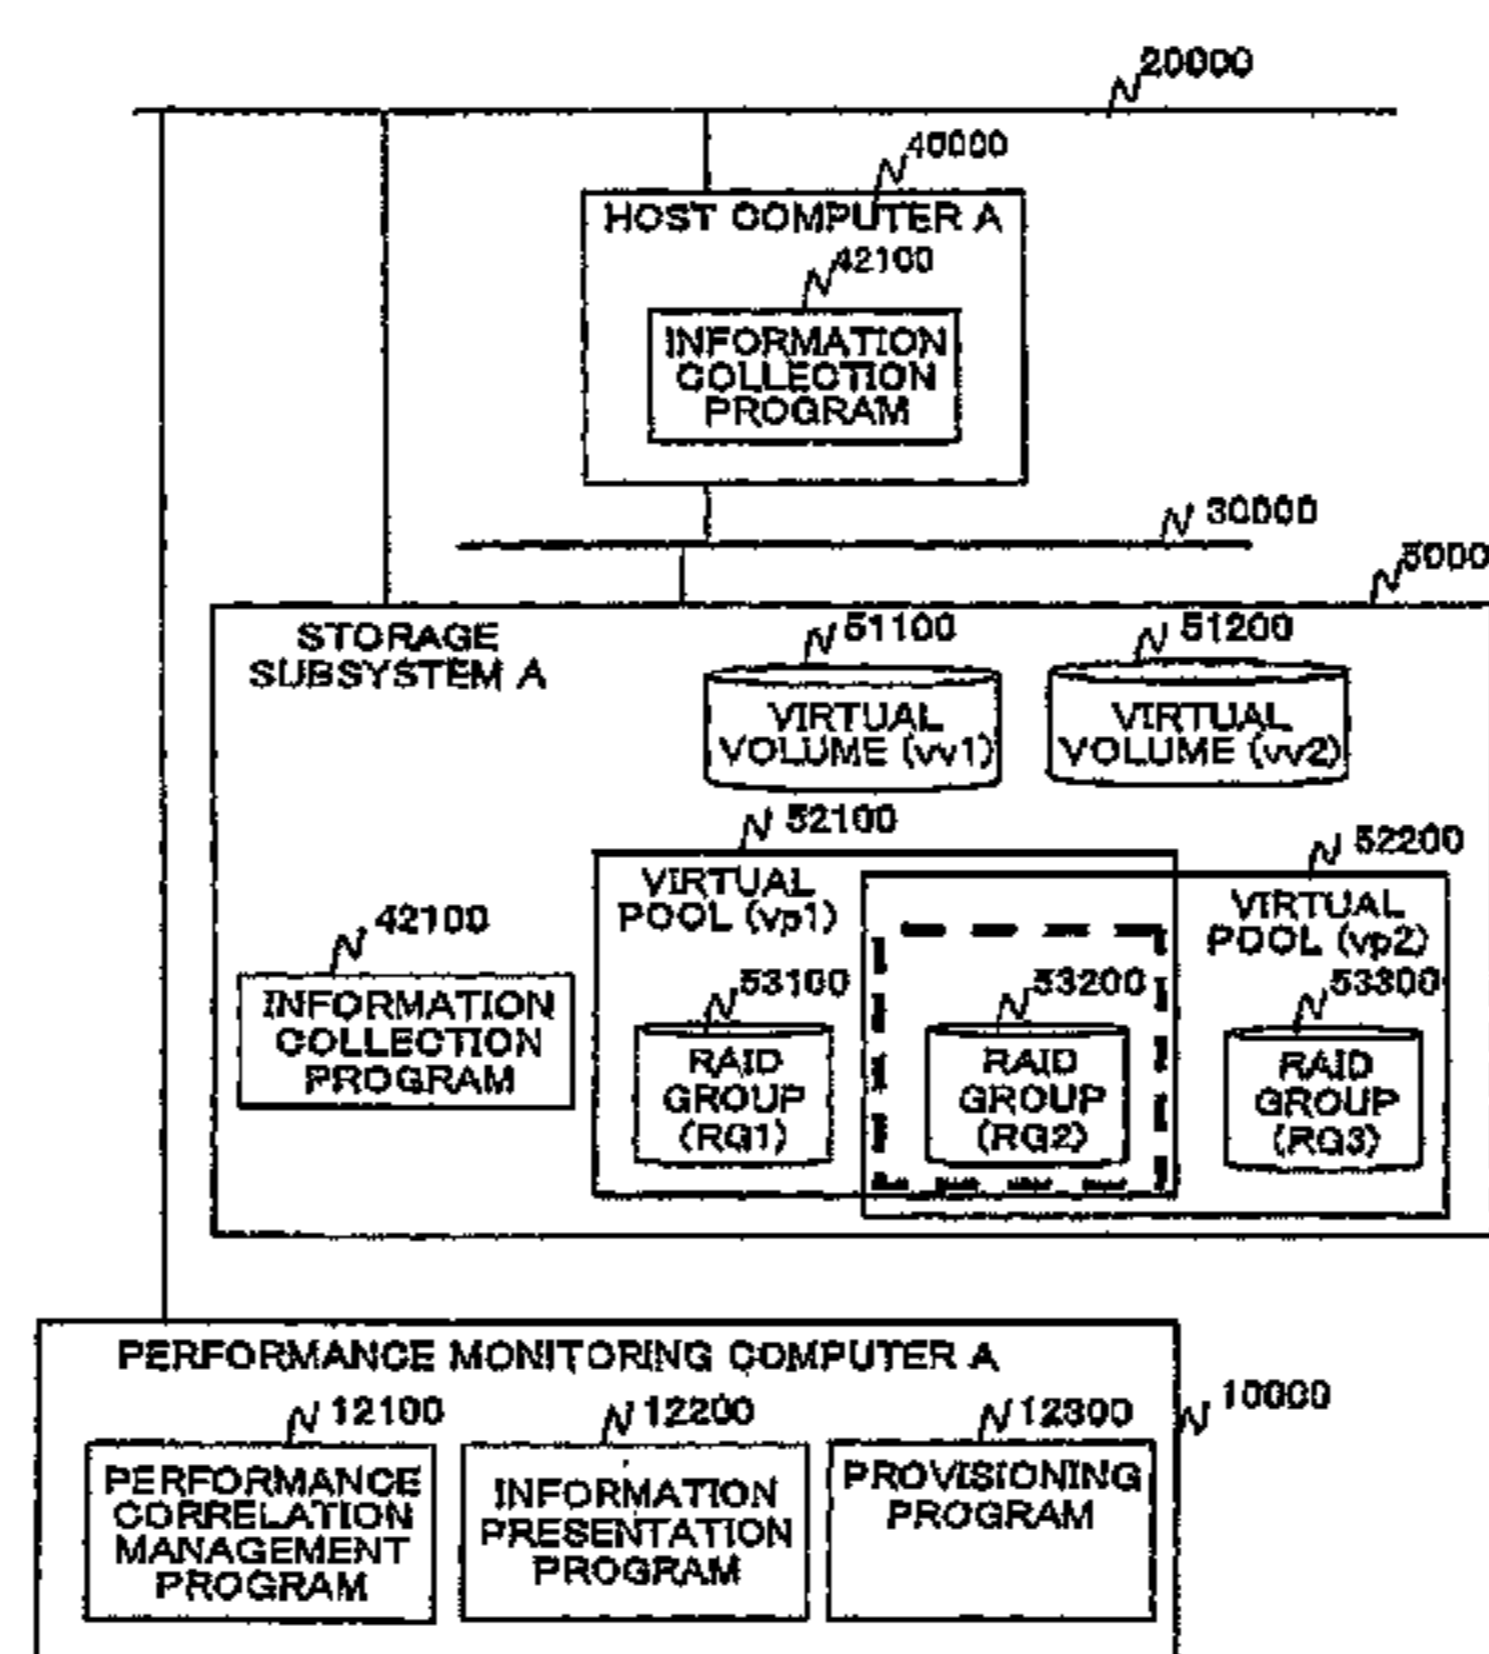 20000
40000
HOST COMPUTER A
42100
INFORMATION
COLLECTION
PROGRAM
30000
5000
STORAGE
SUBSYSTEM A
51100
51200
VIRTUAL
VOLUME (vv1)
VIRTUAL
VOLUME (vv2)
52100
52200
VIRTUAL
POOL (vp1)
VIRTUAL
POOL (vp2)
42100
INFORMATION
COLLECTION
PROGRAM
53100
53200
53300
RAID
GROUP
(RG1)
RAID
GROUP
(RG2)
RAID
GROUP
(RG3)
PERFORMANCE MONITORING COMPUTER A
10000
12100
12200
12300
PERFORMANCE
CORRELATION
MANAGEMENT
PROGRAM
INFORMATION
PRESENTATION
PROGRAM
PROVISIONING
PROGRAM